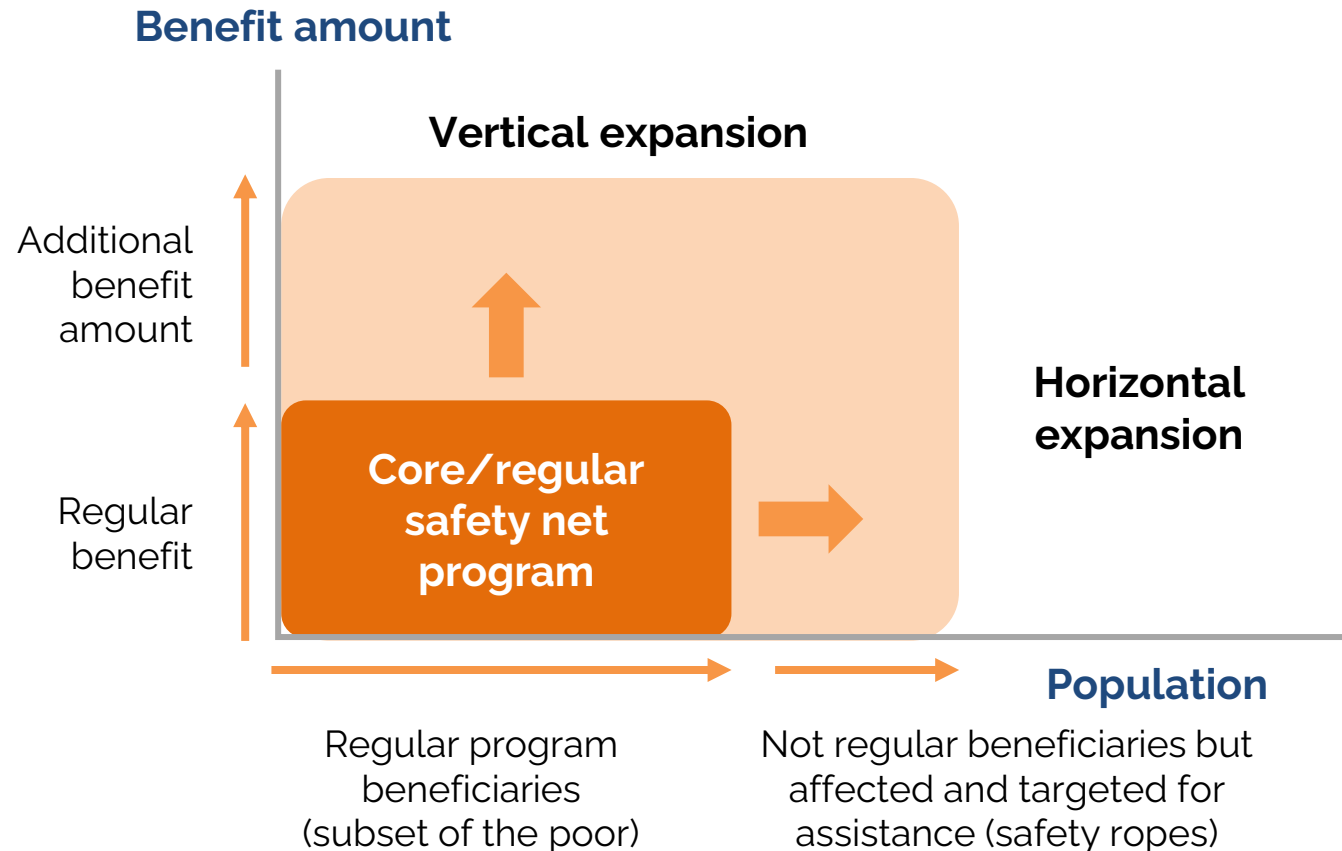 Benefit amount
Vertical expansion
Additional
benefit
amount
Horizontal
expansion
Core/regular
safety net
program
Regular
benefit
Population
Regular program
beneficiaries
(subset of the poor)
Not regular beneficiaries but
affected and targeted for
assistance (safety ropes)